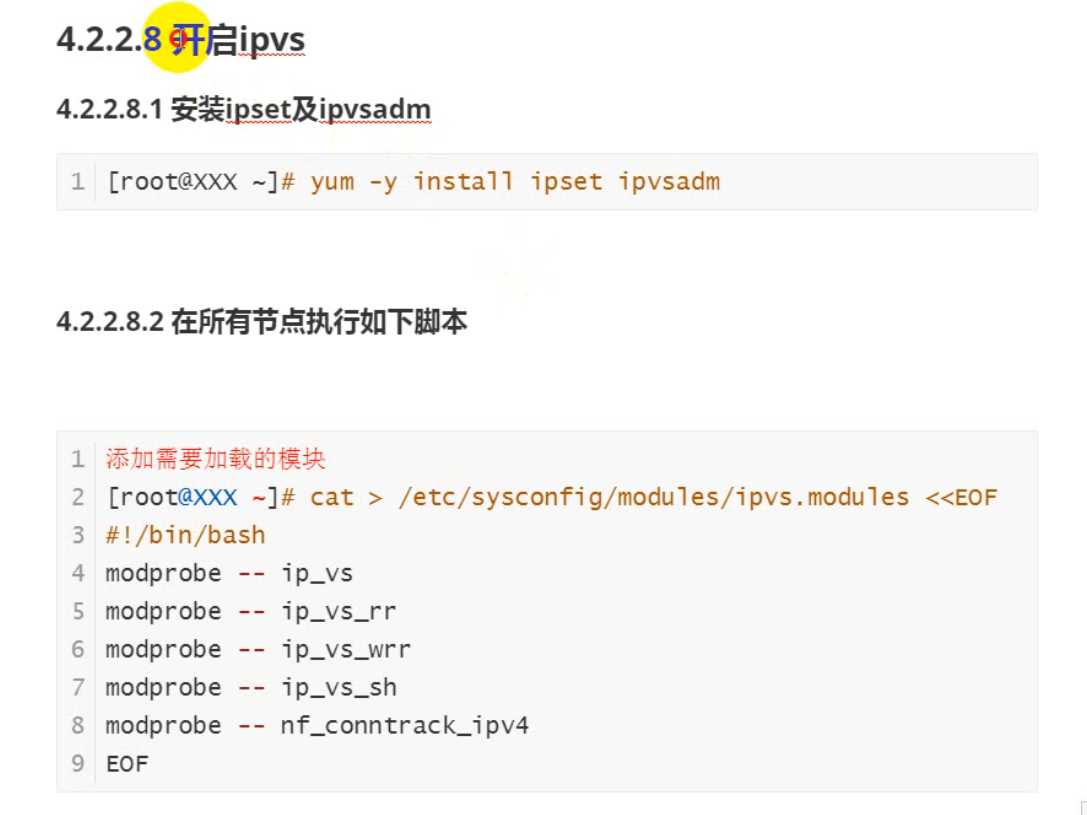 4.2.2.8 开启ipvs
4.2.2.8.1 安装ipset及ipvsadm
1 [root@XXX ~]# yum -y install ipset ipvsadm
4.2.2.8.2 在所有节点执行如下脚本
1 添加需要加载的模块
2 [root@XXX ~]# cat > /etc/sysconfig/modules/ipvs.modules <<EOF
3 #!/bin/bash
4 modprobe -- ip_vs
5 modprobe -- ip_vs_rr
6 modprobe -- ip_vs_wrr
7 modprobe -- ip_vs_sh
8 modprobe -- nf_conntrack_ipv4
9 EOF